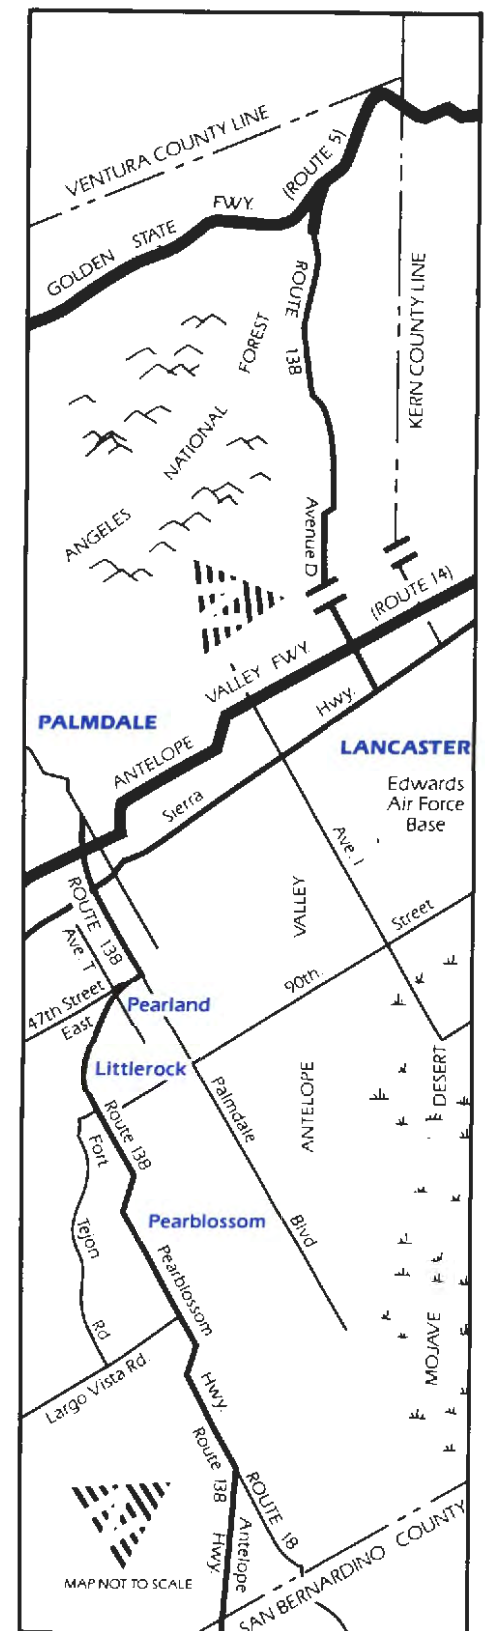 VENTURA COUNTY LINE
(ROUTE 5)
FWY.
GOLDEN STATE
ROUTE 138
KERN COUNTY LINE
ANGELES NATIONAL FOREST
Avenue D
(ROUTE 14)
VALLEY FWY.
PALMDALE
Hwy.
LANCASTER
ANTELOPE
Edwards
Air Force
Base
Sierra
Ave. I
ROUTE 138
VALLEY
Street
Ave. T
90th.
47th Street
East
Pearland
Littlerock
ANTELOPE
DESERT
Palmdale
Route 138
Fort
Pearblossom
Blvd
Tejon
Pearblossom
Rd
MOJAVE
Largo Vista Rd.
Hwy.
Route 138
ROUTE 18
Hwy.
Antelope
MAP NOT TO SCALE
SAN BERNARDINO COUNTY